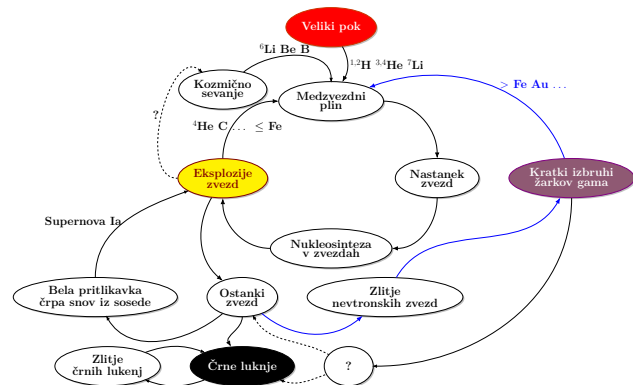 Veliki pok
⁶Li Be B
¹,²H ³,⁴He ⁷Li
Kozmično
sevanje
Medzvezdni
plin
> Fe Au ...
?
⁴He C ... ≤ Fe
Eksplozije
zvezd
Nastanek
zvezd
Kratki izbruhi
žarkov gama
Supernova Ia
Nukleosinteza
v zvezdah
Bela pritlikavka
črpa snov iz sosede
Ostanki
zvezd
Zlitje
nevtronskih zvezd
Zlitje
črnih lukenj
Črne luknje
?